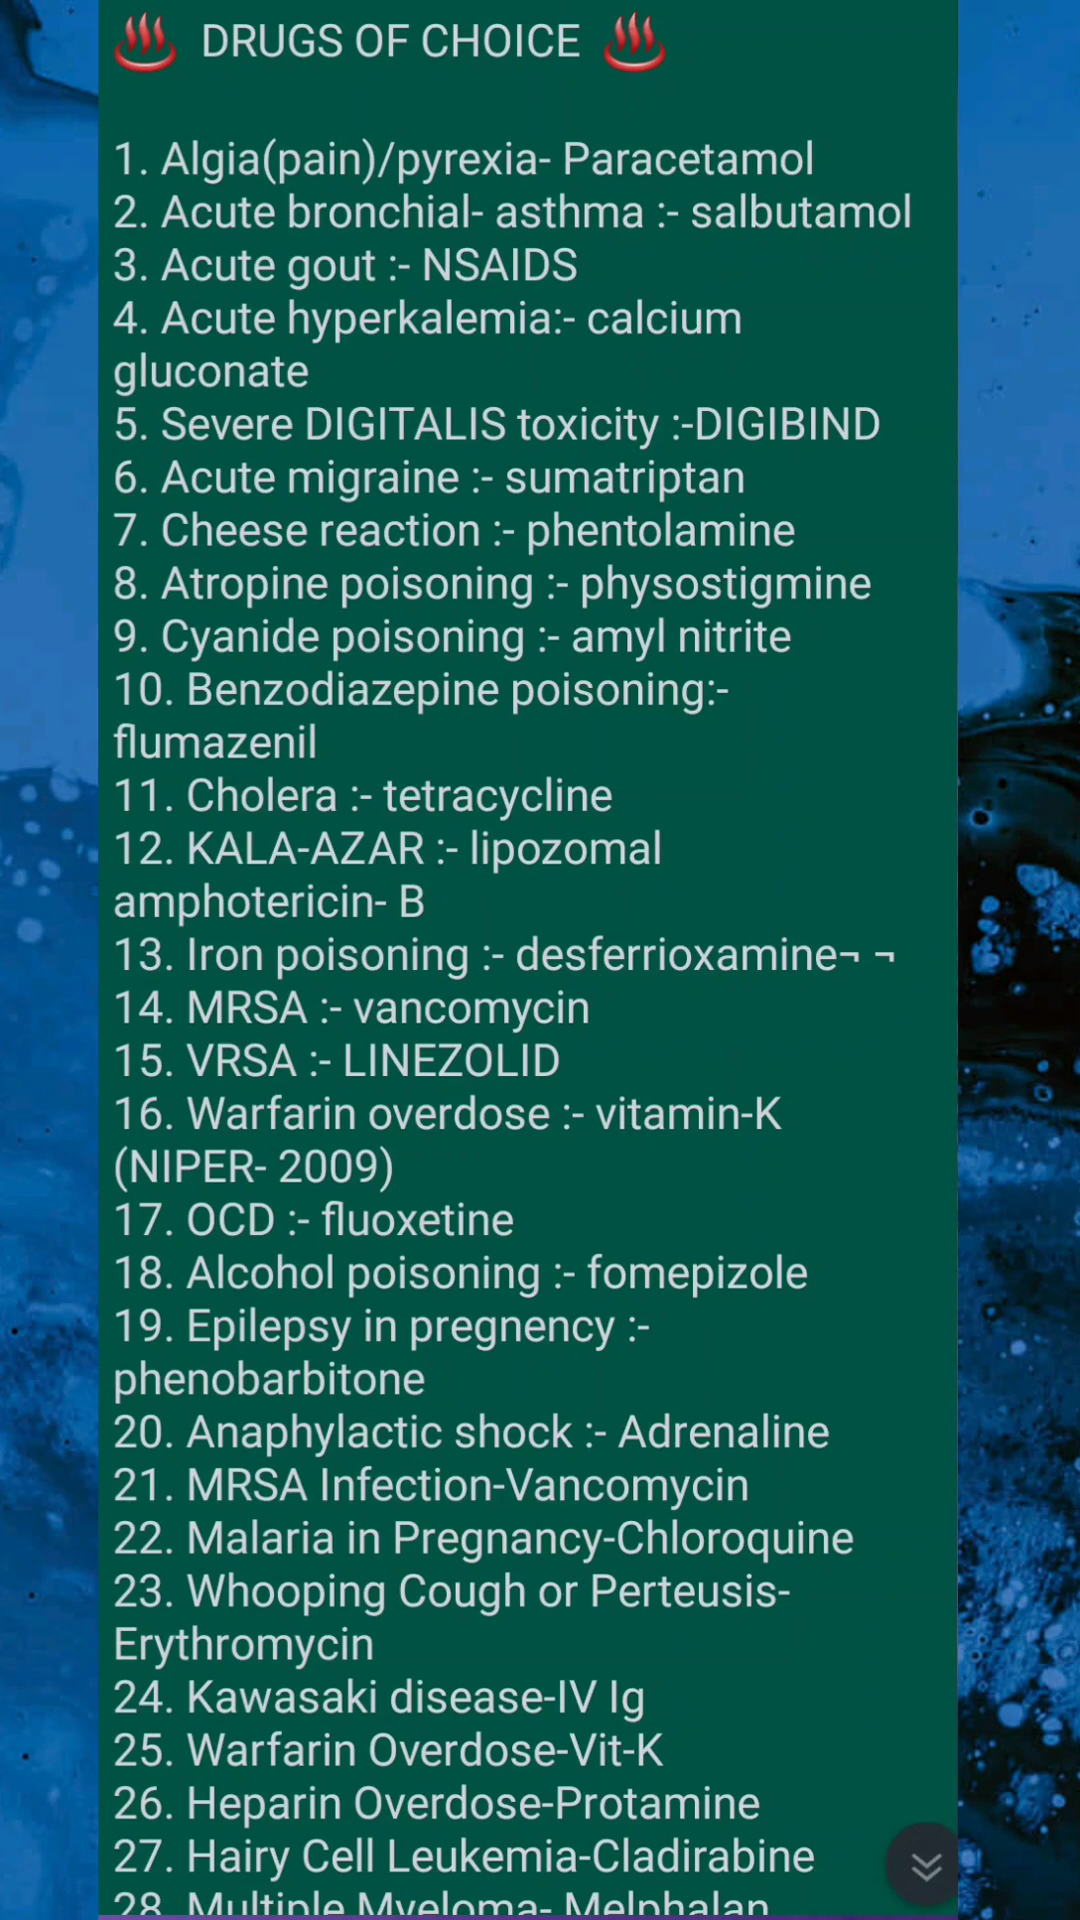 ♨️ DRUGS OF CHOICE ♨️
1. Algia(pain)/pyrexia- Paracetamol
2. Acute bronchial- asthma :- salbutamol
3. Acute gout :- NSAIDS
4. Acute hyperkalemia:- calcium
gluconate
5. Severe DIGITALIS toxicity :-DIGIBIND
6. Acute migraine :- sumatriptan
7. Cheese reaction :- phentolamine
8. Atropine poisoning :- physostigmine
9. Cyanide poisoning :- amyl nitrite
10. Benzodiazepine poisoning:-
flumazenil
11. Cholera :- tetracycline
12. KALA-AZAR :- lipozomal
amphotericin- B
13. Iron poisoning :- desferrioxamine¬ ¬
14. MRSA :- vancomycin
15. VRSA :- LINEZOLID
16. Warfarin overdose :- vitamin-K
(NIPER- 2009)
17. OCD :- fluoxetine
18. Alcohol poisoning :- fomepizole
19. Epilepsy in pregnency :-
phenobarbitone
20. Anaphylactic shock :- Adrenaline
21. MRSA Infection-Vancomycin
22. Malaria in Pregnancy-Chloroquine
23. Whooping Cough or Perteusis-
Erythromycin
24. Kawasaki disease-IV Ig
25. Warfarin Overdose-Vit-K
26. Heparin Overdose-Protamine
27. Hairy Cell Leukemia-Cladirabine
28. Multiple Myeloma- Melphalan